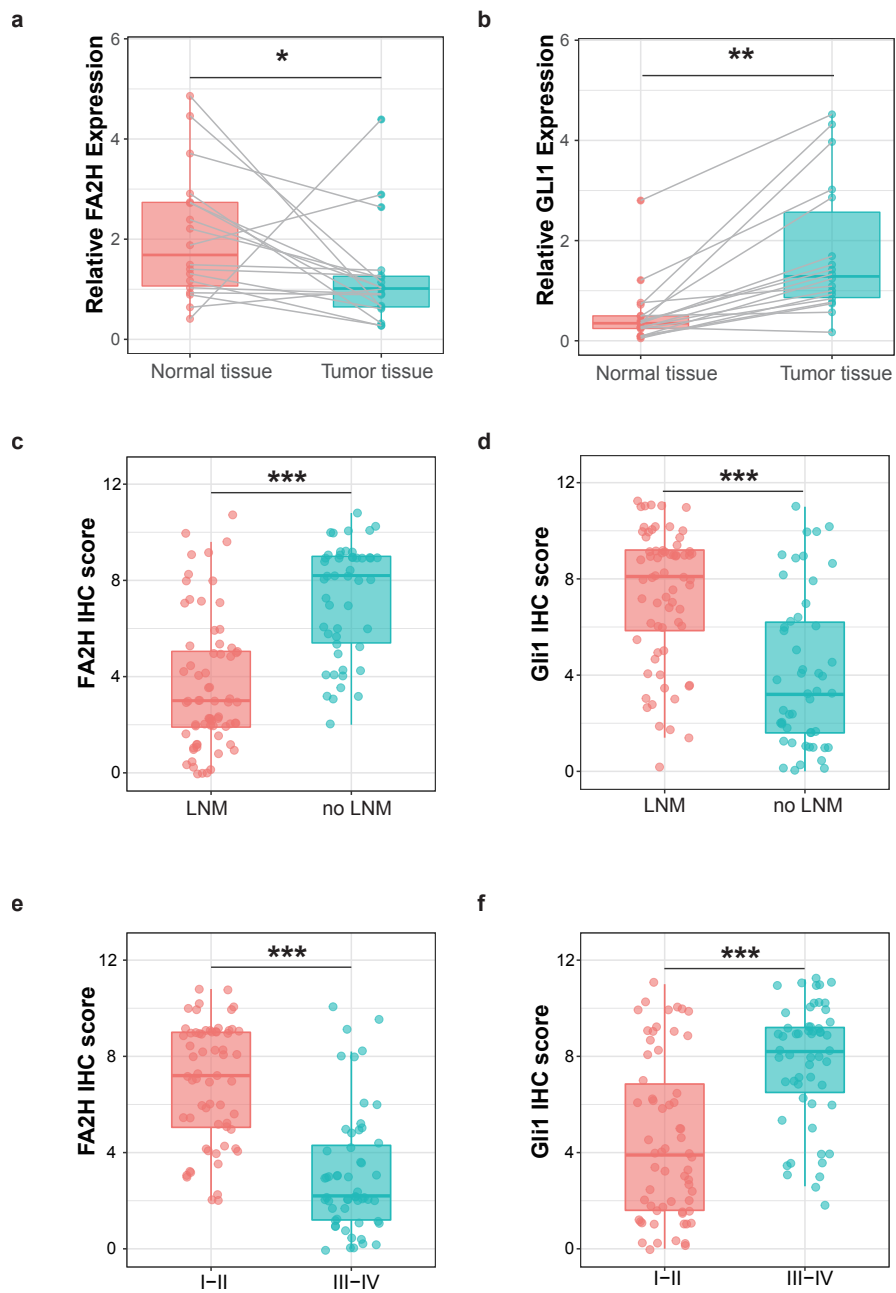 a
Relative FA2H Expression
6
4
2
0
*
Normal tissue Tumor tissue
b
Relative GLI1 Expression
6
4
2
0
**
Normal tissue Tumor tissue
c
FA2H IHC score
12
8
4
0
***
LNM no LNM
d
Gli1 IHC score
12
8
4
0
***
LNM no LNM
e
FA2H IHC score
12
8
4
0
***
I−II III−IV
f
Gli1 IHC score
12
8
4
0
***
I−II III−IV